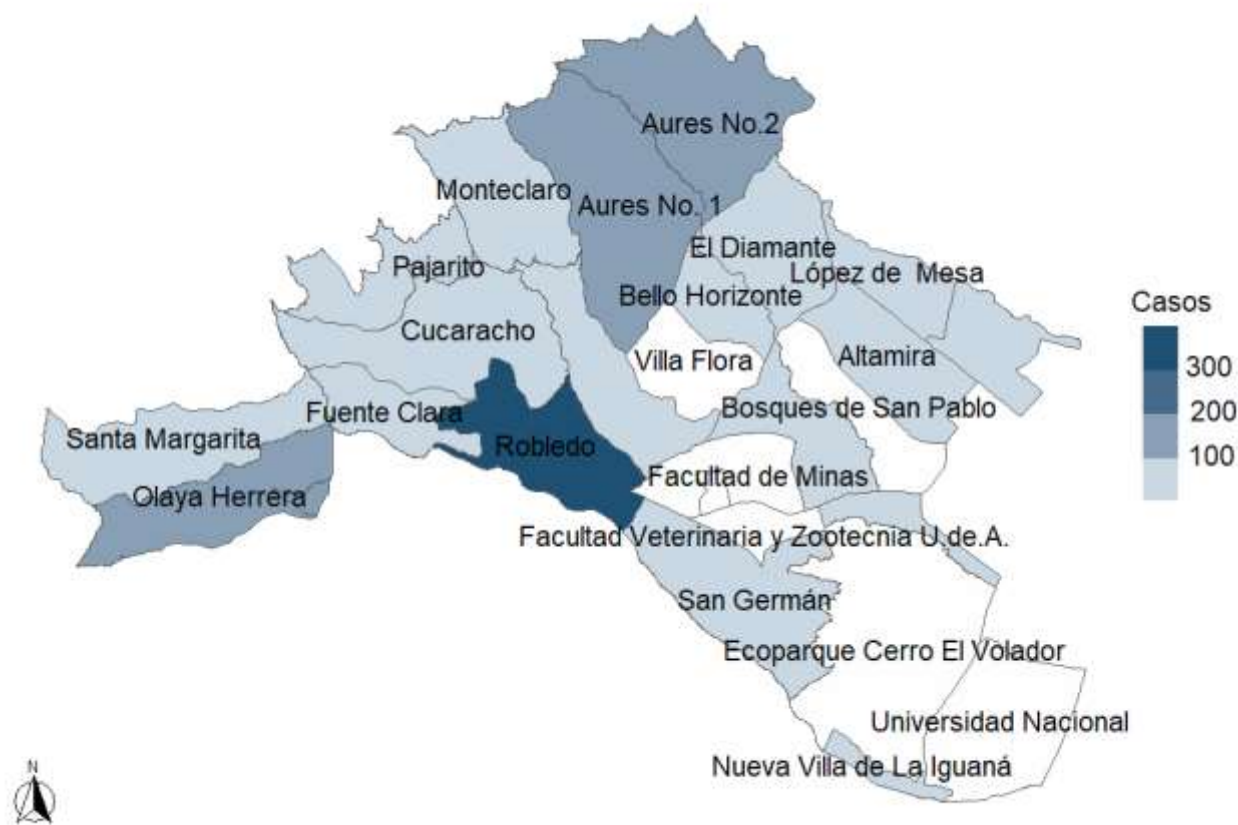 Aures No.2
Monteclaro
Aures No. 1
El Diamante
Pajarito
López de  Mesa
Bello Horizonte
Casos
Cucaracho
Villa Flora
Altamira
300
Fuente Clara
Bosques de San Pablo
200
Santa Margarita
Robledo
100
Facultad de Minas
Olaya Herrera
Facultad Veterinaria y Zootecnia U.de.A.
San Germán
Ecoparque Cerro El Volador
Universidad Nacional
Nueva Villa de La Iguaná
N